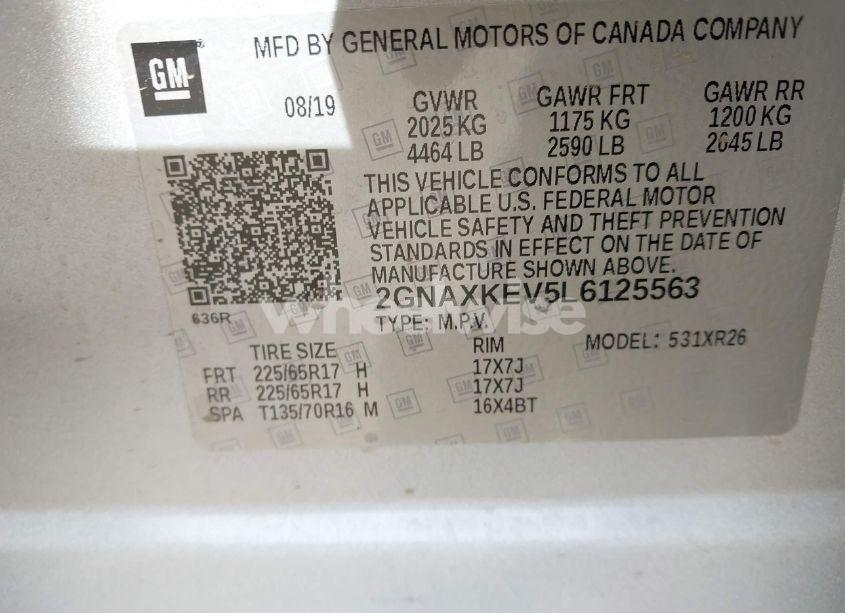 GM
MFD BY GENERAL MOTORS OF CANADA COMPANY
08/19
GVWR GAWR FRT GAWR RR
2025 KG 1175 KG 1200 KG
4464 LB 2590 LB 2645 LB
THIS VEHICLE CONFORMS TO ALL
APPLICABLE U.S. FEDERAL MOTOR
VEHICLE SAFETY AND THEFT PREVENTION
STANDARDS IN EFFECT ON THE DATE OF
MANUFACTURE SHOWN ABOVE.
2GNAXKEV5L6125563
636R
TYPE: M.P.V.
MODEL: 531XR26
TIRE SIZE RIM
FRT 225/65R17 H 17X7J
RR 225/65R17 H 17X7J
SPA T135/70R16 M 16X4BT